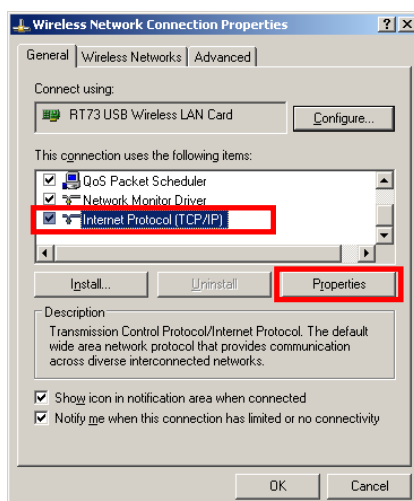 Wireless Network Connection Properties
General Wireless Networks Advanced
Connect using:
RT73 USB Wireless LAN Card Configure...
This connection uses the following items:
QoS Packet Scheduler
Network Monitor Driver
Internet Protocol (TCP/IP)
Install... Uninstall Properties
Description
Transmission Control Protocol/Internet Protocol. The default
wide area network protocol that provides communication
across diverse interconnected networks.
Show icon in notification area when connected
Notify me when this connection has limited or no connectivity
OK Cancel